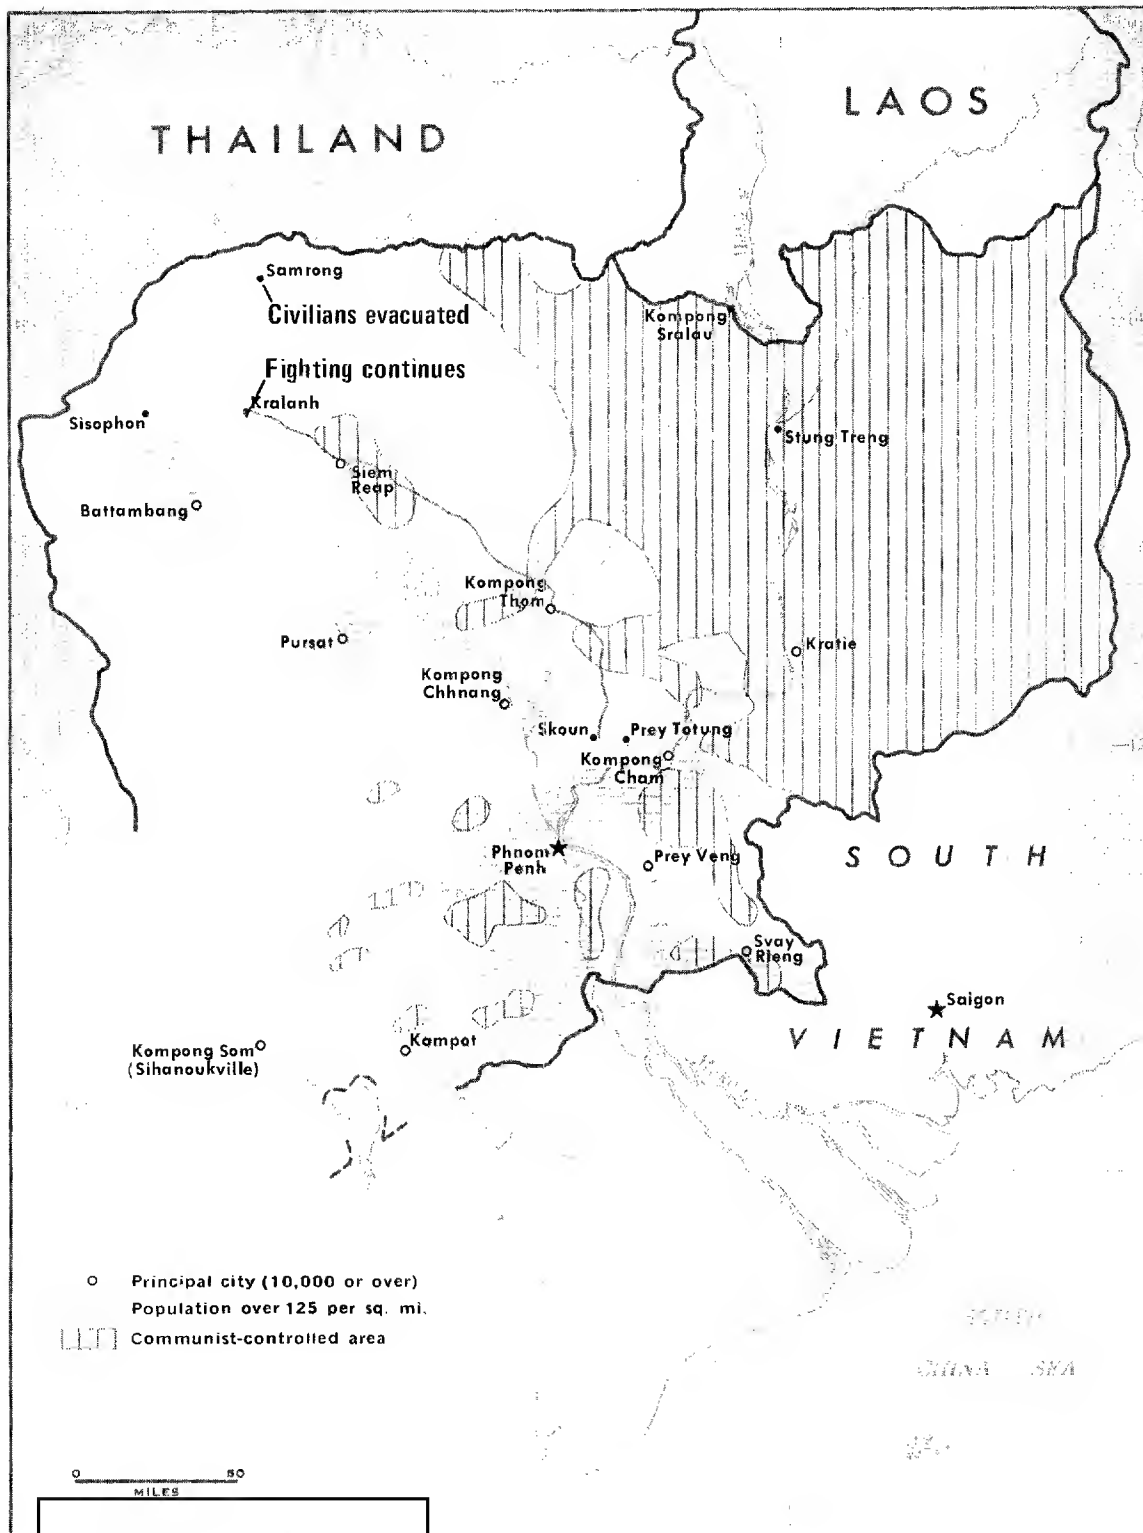 THAILAND
LAOS
Samrong
Civilians evacuated
Kompong
Sralau
Fighting continues
Kralanh
Sisophon
Stung Treng
Siem
Reap
Battambang
Kompong
Thom
Pursat
Kratie
Kompong
Chhnang
Skoun
Prey Totung
Kompong
Cham
Phnom
Penh
Prey Veng
SOUTH
Svay
Rieng
Saigon
VIETNAM
Kampot
Kompong Som
(Sihanoukville)
Principal city (10,000 or over)
Population over 125 per sq. mi.
Communist-controlled area
SOUTH
CHINA SEA
0 50
MILES